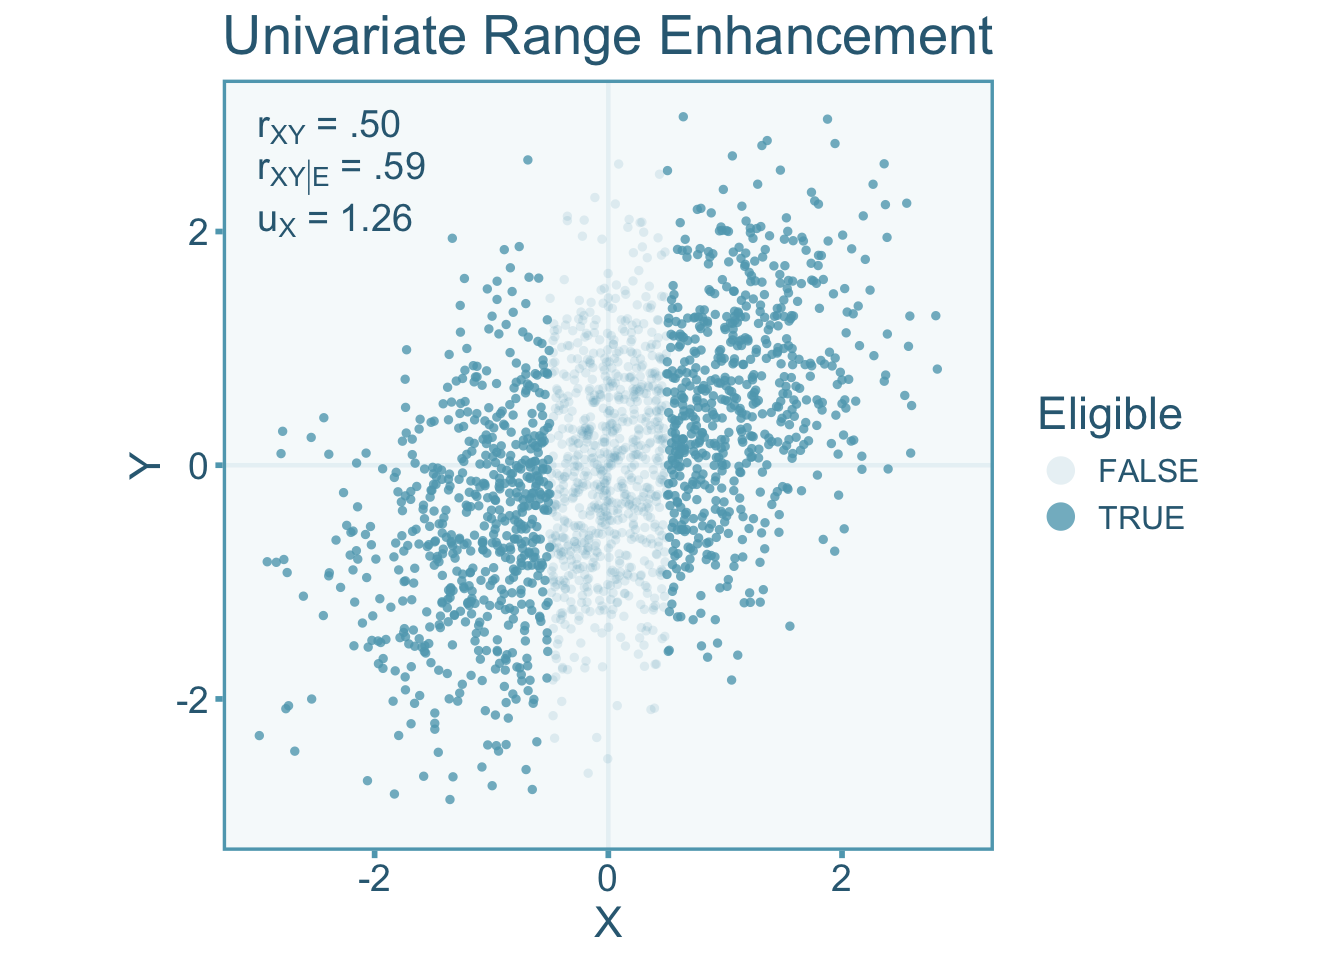 Univariate Range Enhancement
rXY = .50
rXY|E = .59
uX = 1.26
Y
2
0
-2
-2 0 2
X
Eligible
FALSE
TRUE